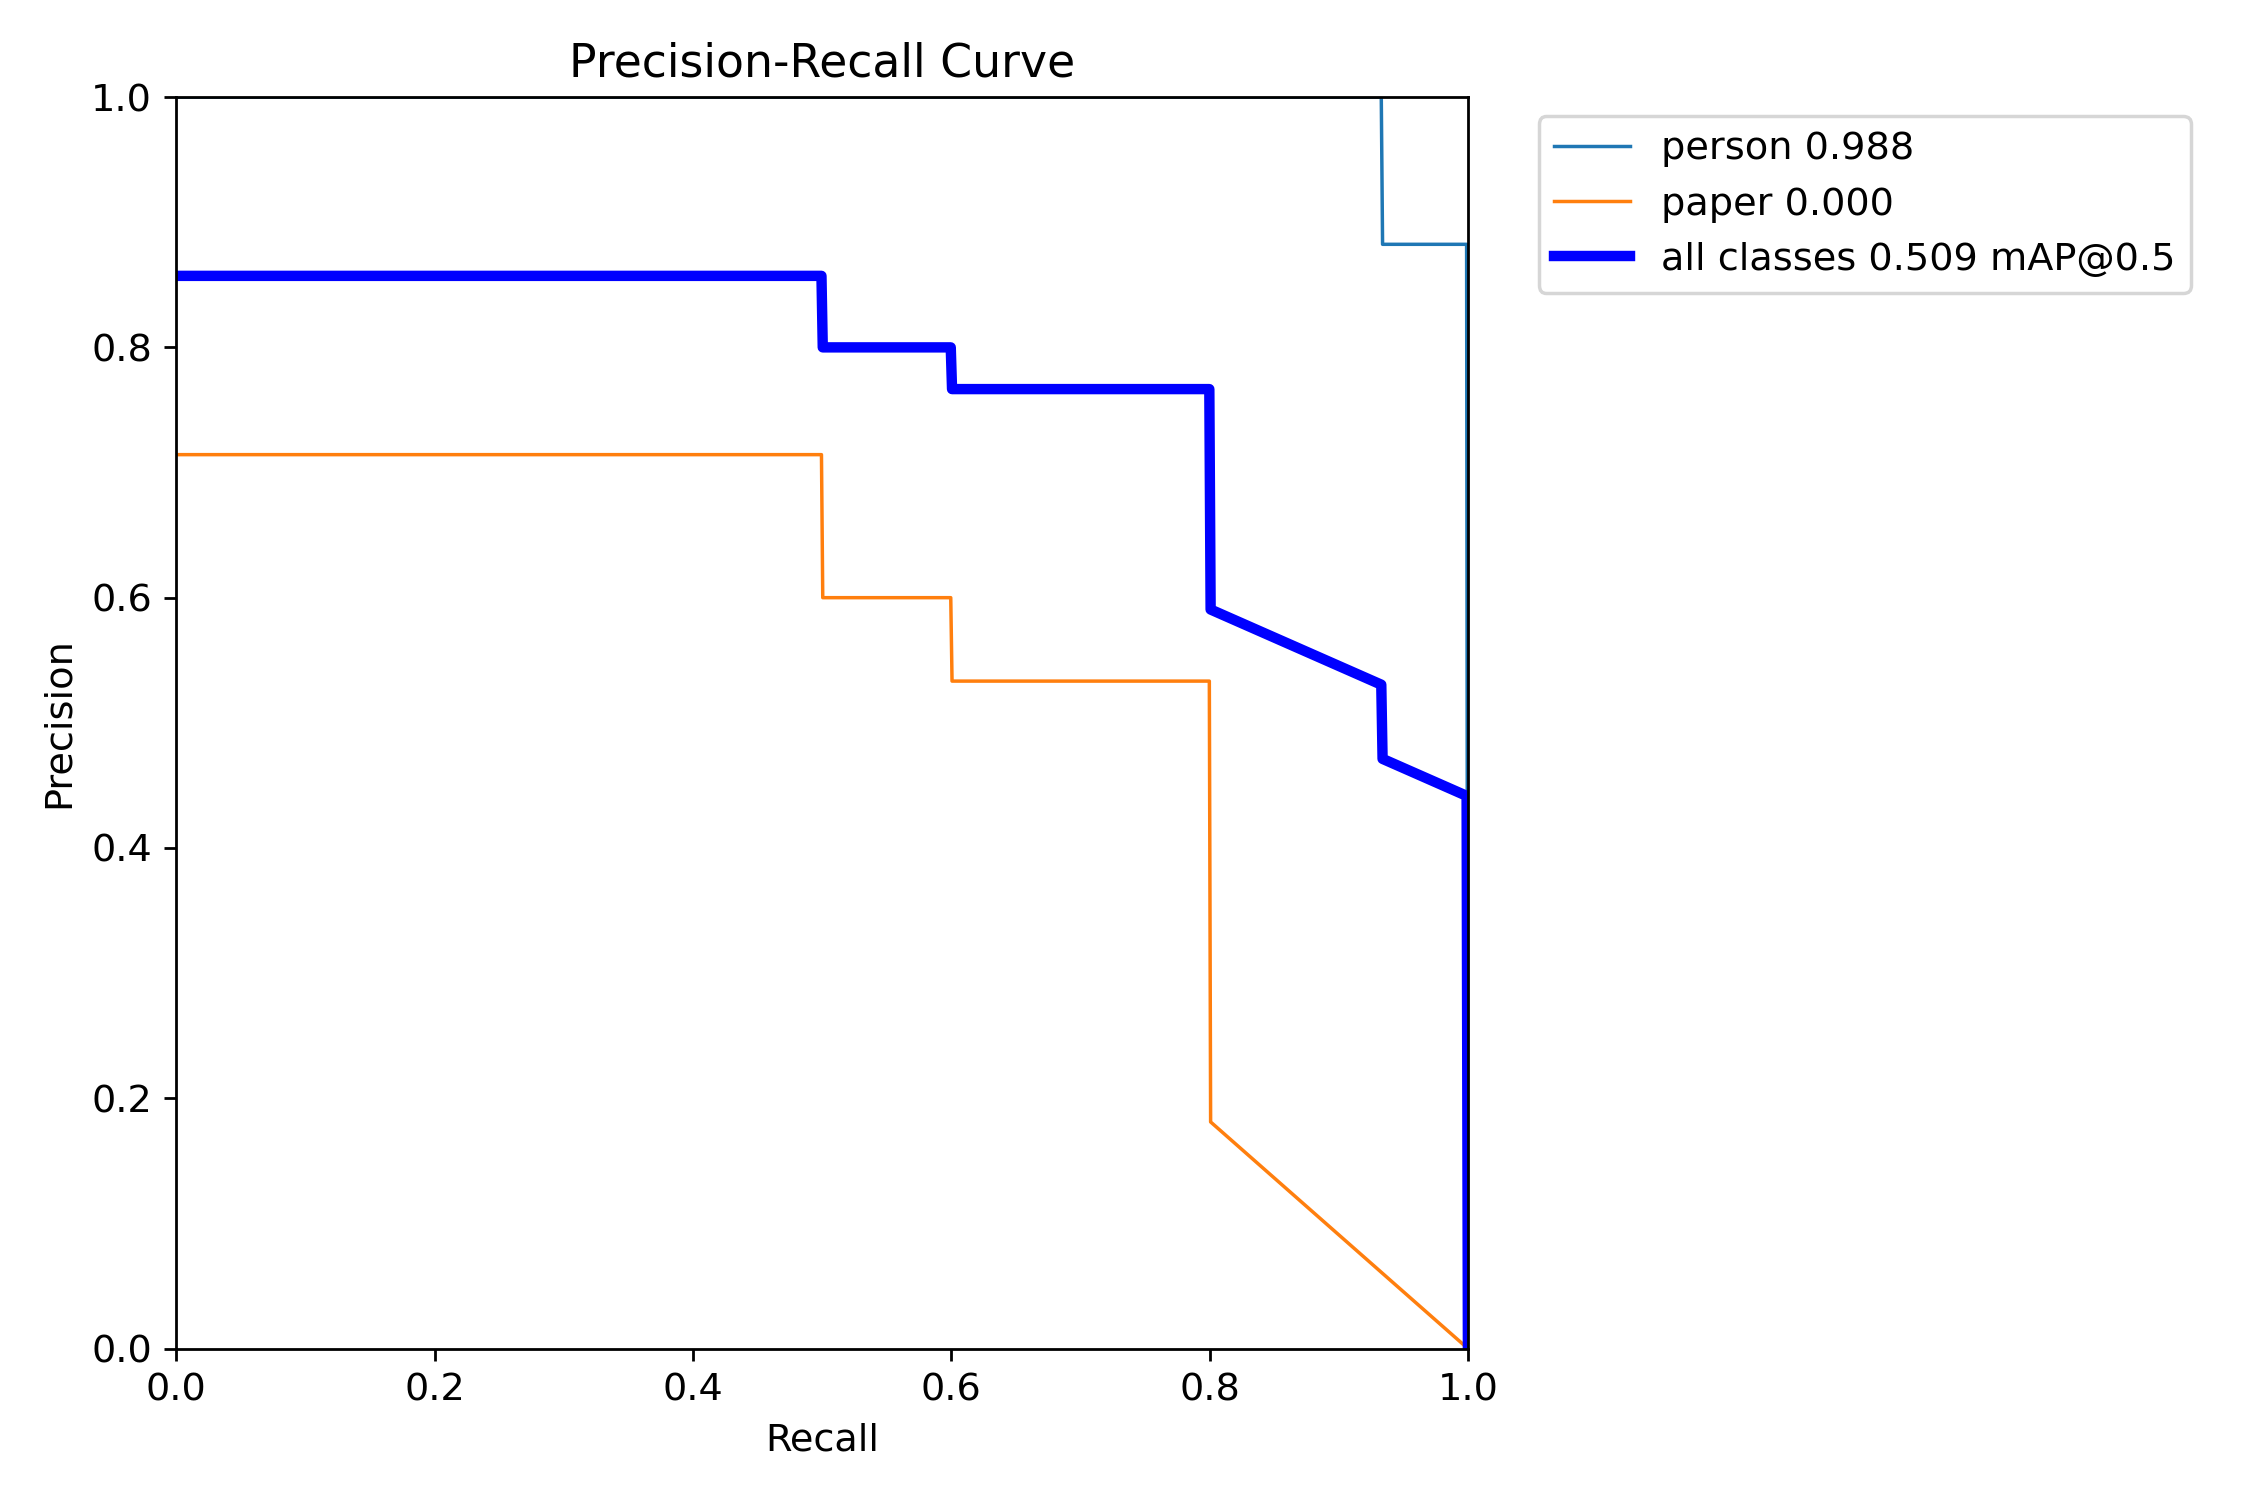 Precision-Recall Curve
1.0
0.8
0.6
0.4
0.2
0.0
Precision
0.0 0.2 0.4 0.6 0.8 1.0
Recall
person 0.988
paper 0.000
all classes 0.509 mAP@0.5